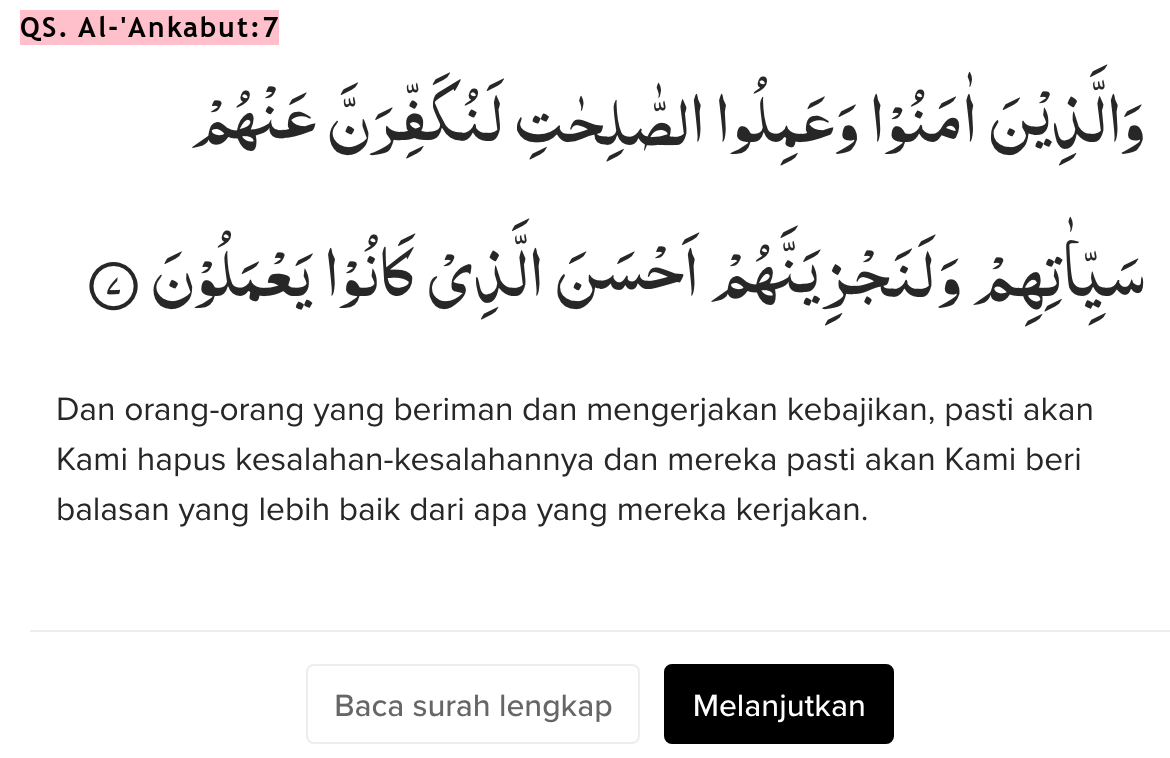 QS. Al-'Ankabut:7
وَالَّذِيْنَ اٰمَنُوْا وَعَمِلُوا الصّٰلِحٰتِ لَنُكَفِّرَنَّ عَنْهُمْ
سَيِّاٰتِهِمْ وَلَنَجْزِيَنَّهُمْ اَحْسَنَ الَّذِيْ كَانُوْا يَعْمَلُوْنَ ٧
Dan orang-orang yang beriman dan mengerjakan kebajikan, pasti akan
Kami hapus kesalahan-kesalahannya dan mereka pasti akan Kami beri
balasan yang lebih baik dari apa yang mereka kerjakan.
Baca surah lengkap
Melanjutkan